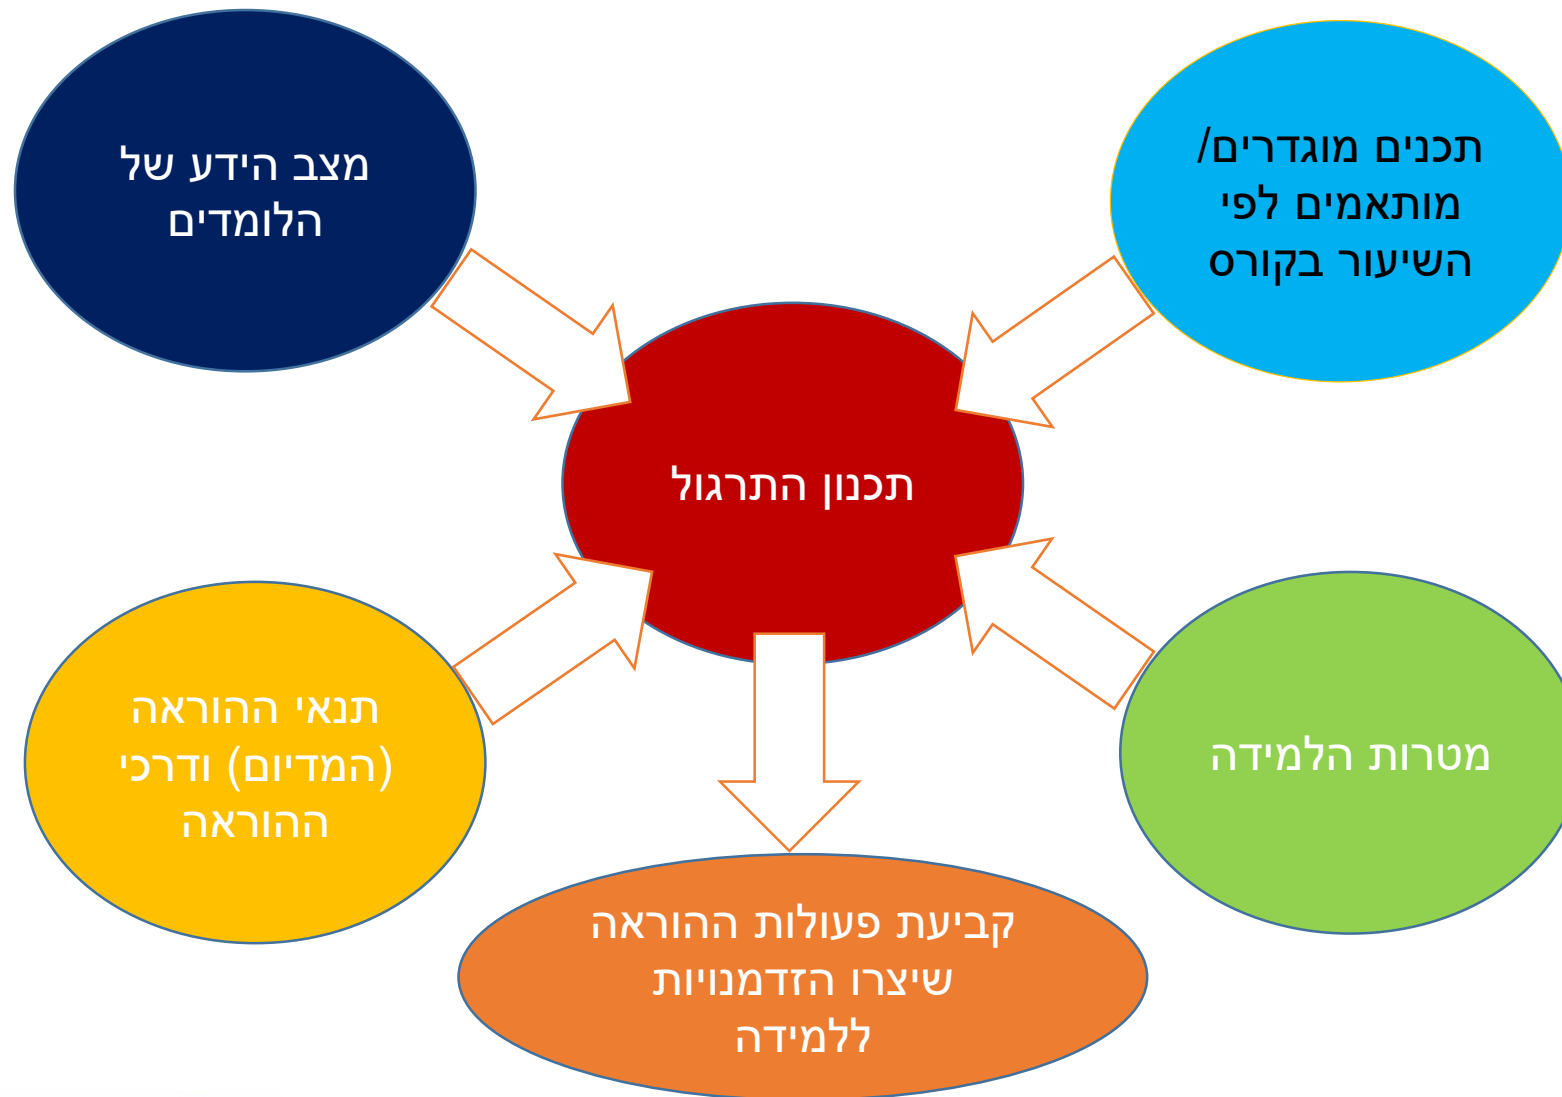 תכנים מוגדרים/
מותאמים לפי
השיעור בקורס
מצב הידע של
הלומדים
תכנון התרגול
מטרות הלמידה
תנאי ההוראה
(המדיום) ודרכי
ההוראה
קביעת פעולות ההוראה
שיצרו הזדמנויות
ללמידה